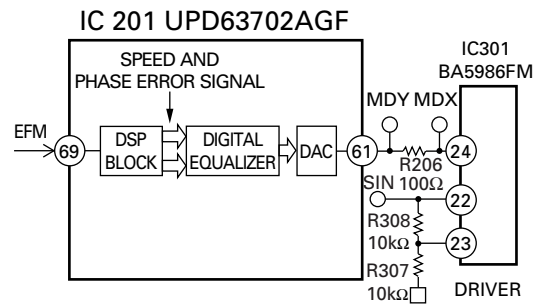 IC 201 UPD63702AGF
SPEED AND
PHASE ERROR SIGNAL
IC301
BA5986FM
MDY MDX
EFM
69
DSP
BLOCK
DIGITAL
EQUALIZER
DAC
61
24
R206
100Ω
SIN
22
R308
10kΩ
23
R307
10kΩ
DRIVER